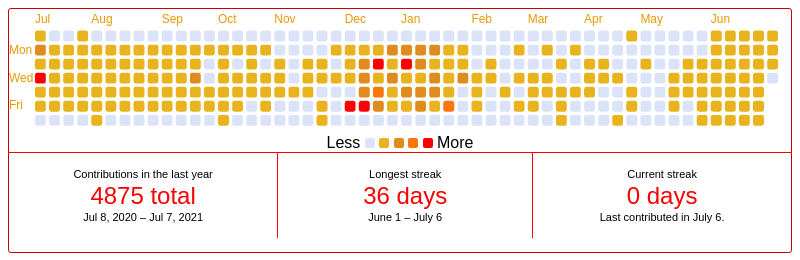 Jul Aug Sep Oct Nov Dec Jan Feb Mar Apr May Jun
Mon
Wed
Fri
Less More
Contributions in the last year
4875 total
Jul 8, 2020 – Jul 7, 2021
Longest streak
36 days
June 1 – July 6
Current streak
0 days
Last contributed in July 6.